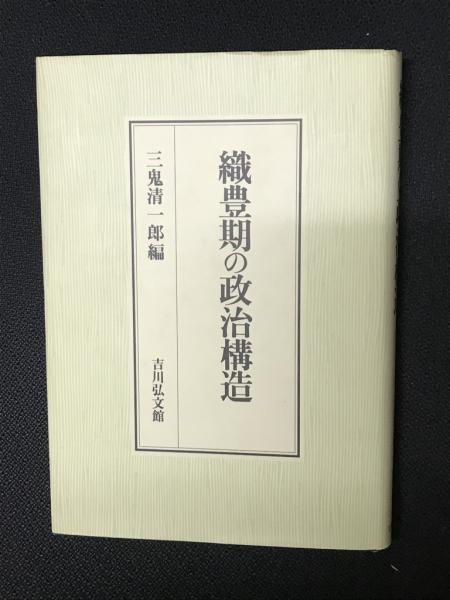 織豊期の政治構造
三鬼清一郎編
吉川弘文館